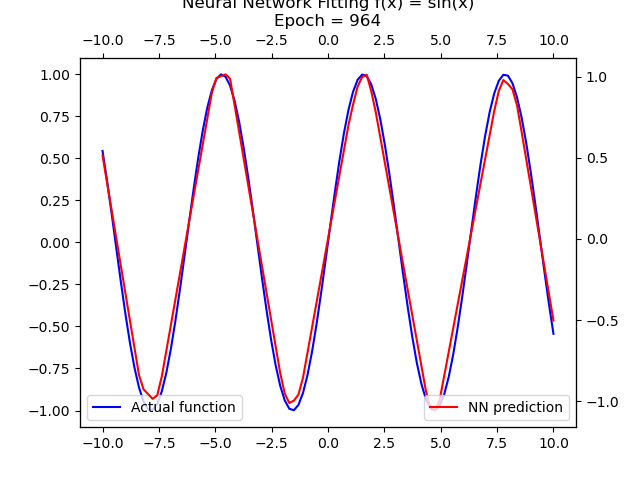 Neural Network Fitting f(x) = sin(x)
Epoch = 964
−10.0 −7.5 −5.0 −2.5 0.0 2.5 5.0 7.5 10.0
1.00
0.75
0.50
0.25
0.00
−0.25
−0.50
−0.75
−1.00
1.0
0.5
0.0
−0.5
−1.0
Actual function
NN prediction
−10.0 −7.5 −5.0 −2.5 0.0 2.5 5.0 7.5 10.0